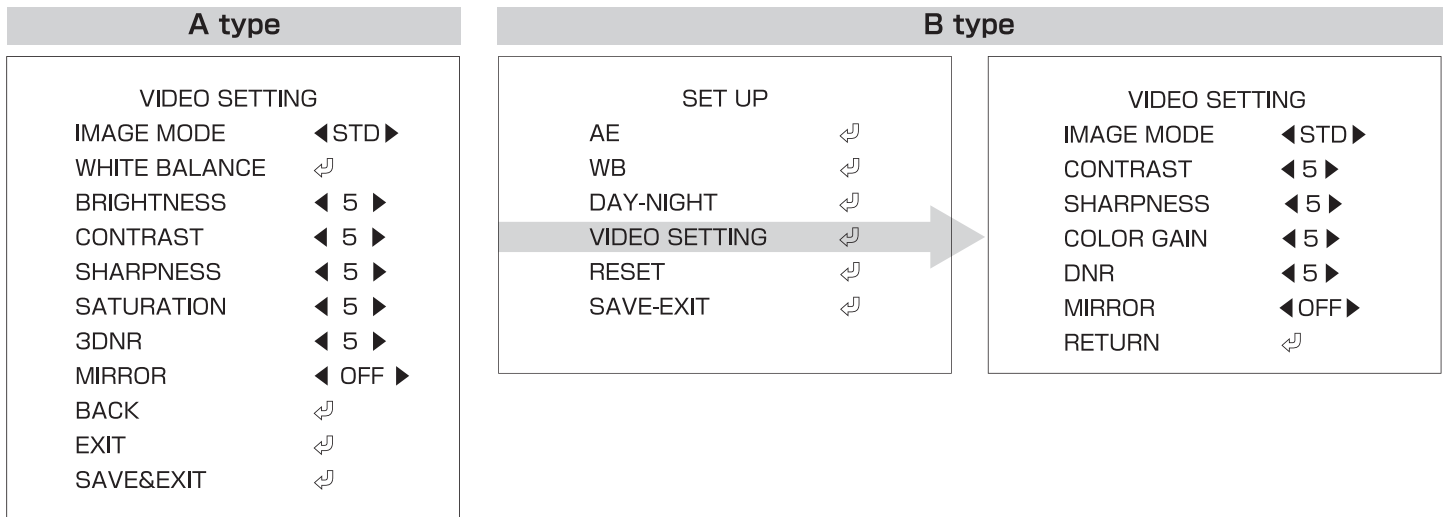 A type
VIDEO SETTING
IMAGE MODE ◀STD▶
WHITE BALANCE ⏎
BRIGHTNESS ◀ 5 ▶
CONTRAST ◀ 5 ▶
SHARPNESS ◀ 5 ▶
SATURATION ◀ 5 ▶
3DNR ◀ 5 ▶
MIRROR ◀ OFF ▶
BACK ⏎
EXIT ⏎
SAVE&EXIT ⏎
B type
SET UP
AE ⏎
WB ⏎
DAY-NIGHT ⏎
VIDEO SETTING ⏎
RESET ⏎
SAVE-EXIT ⏎
VIDEO SETTING
IMAGE MODE ◀STD▶
CONTRAST ◀ 5 ▶
SHARPNESS ◀ 5 ▶
COLOR GAIN ◀ 5 ▶
DNR ◀ 5 ▶
MIRROR ◀OFF▶
RETURN ⏎